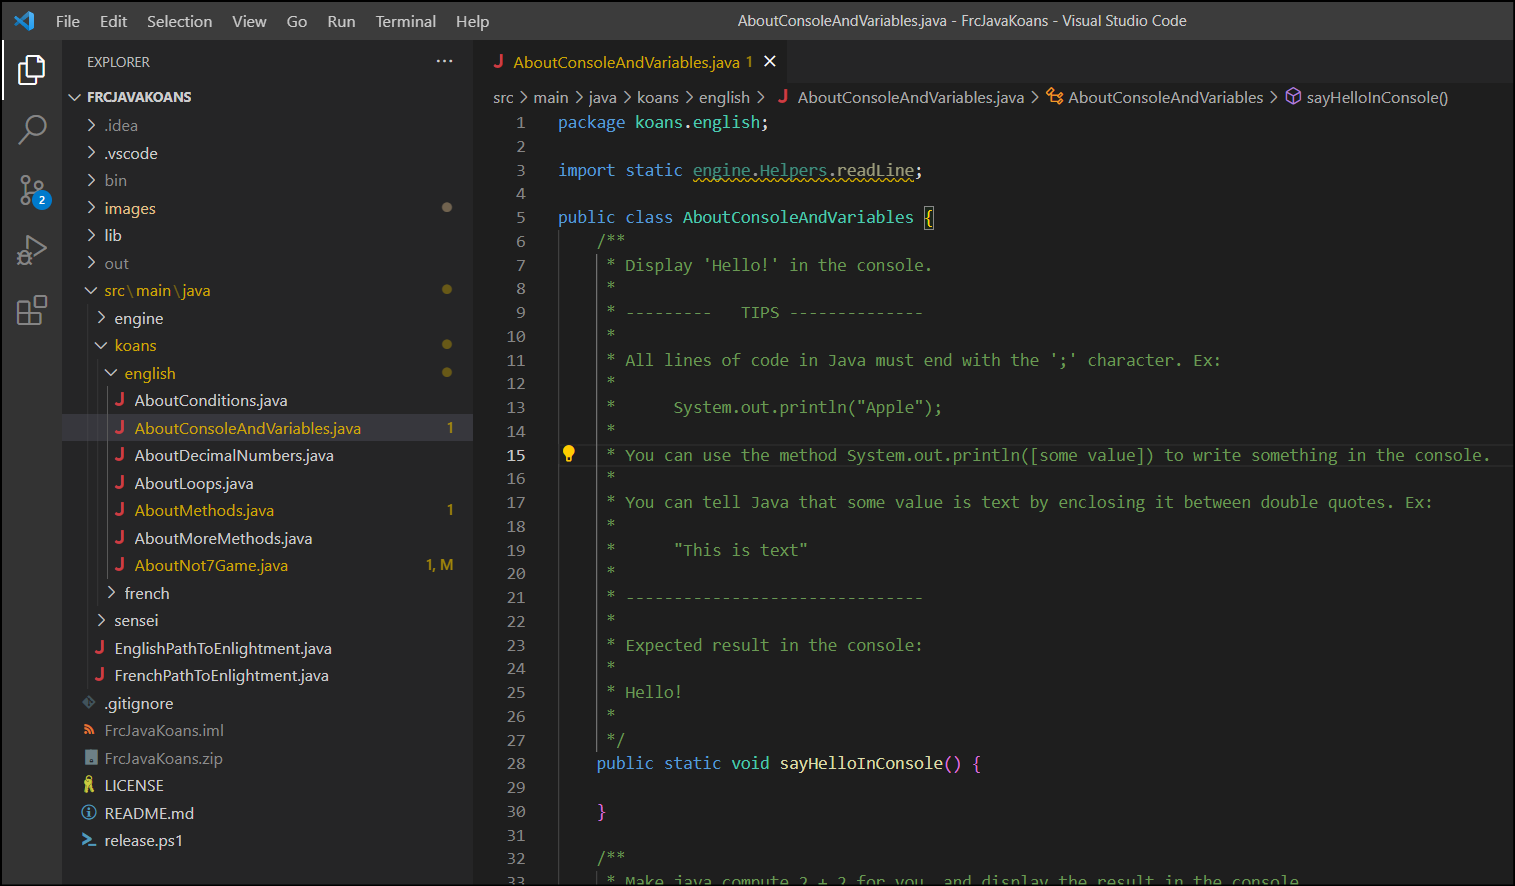 File Edit Selection View Go Run Terminal Help AboutConsoleAndVariables.java - FrcJavaKoans - Visual Studio Code
EXPLORER ···
FRCJAVAKOANS
.idea
.vscode
bin
images
lib
out
src\main\java
engine
koans
english
AboutConditions.java
AboutConsoleAndVariables.java 1
AboutDecimalNumbers.java
AboutLoops.java
AboutMethods.java 1
AboutMoreMethods.java
AboutNot7Game.java 1, M
french
sensei
EnglishPathToEnlightment.java
FrenchPathToEnlightment.java
.gitignore
FrcJavaKoans.iml
FrcJavaKoans.zip
LICENSE
README.md
release.ps1
2
AboutConsoleAndVariables.java 1
src > main > java > koans > english > AboutConsoleAndVariables.java > AboutConsoleAndVariables > sayHelloInConsole()
1 package koans.english;
2
3 import static engine.Helpers.readLine;
4
5 public class AboutConsoleAndVariables {
6 /**
7 * Display 'Hello!' in the console.
8 *
9 * --------- TIPS --------------
10 *
11 * All lines of code in Java must end with the ';' character. Ex:
12 *
13 * System.out.println("Apple");
14 *
15 * You can use the method System.out.println([some value]) to write something in the console.
16 *
17 * You can tell Java that some value is text by enclosing it between double quotes. Ex:
18 *
19 * "This is text"
20 *
21 * -------------------------------
22 *
23 * Expected result in the console:
24 *
25 * Hello!
26 *
27 */
28 public static void sayHelloInConsole() {
29
30 }
31
32 /**
33 * Make java compute 2 + 2 for you, and display the result in the console